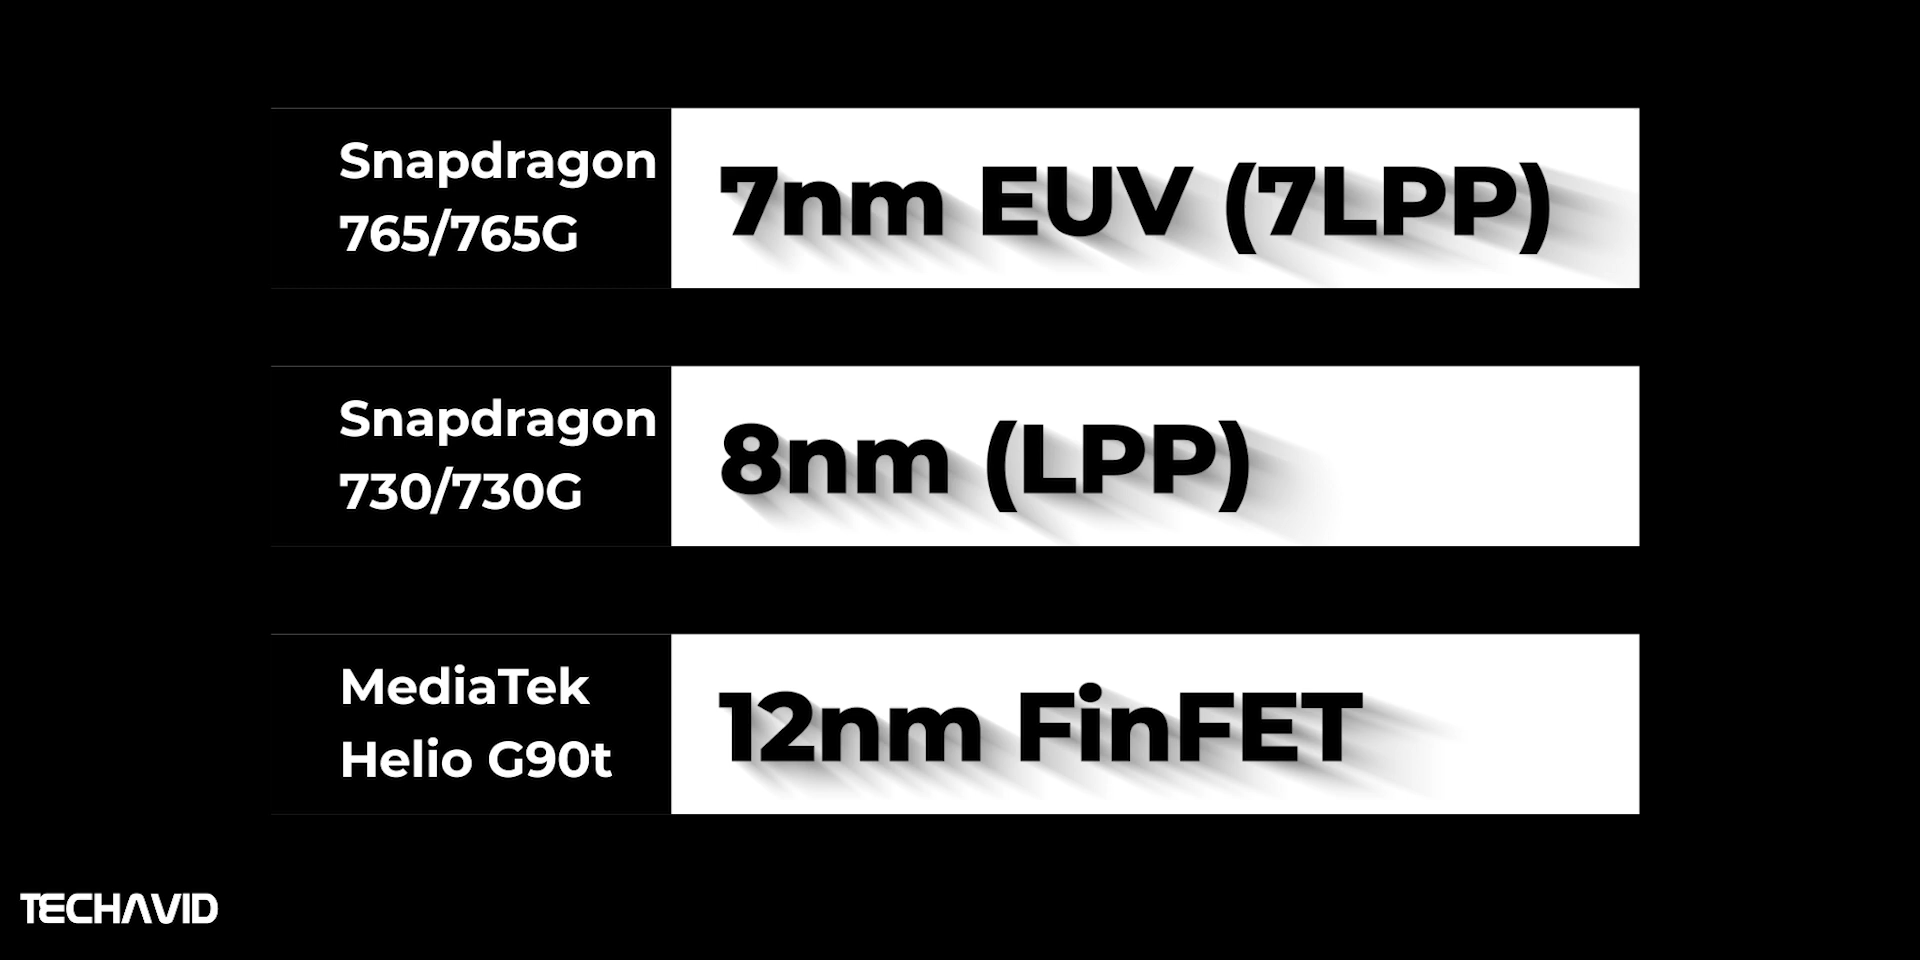 Snapdragon
765/765G
7nm EUV (7LPP)
Snapdragon
730/730G
8nm (LPP)
MediaTek
Helio G90t
12nm FinFET
TECHAVID